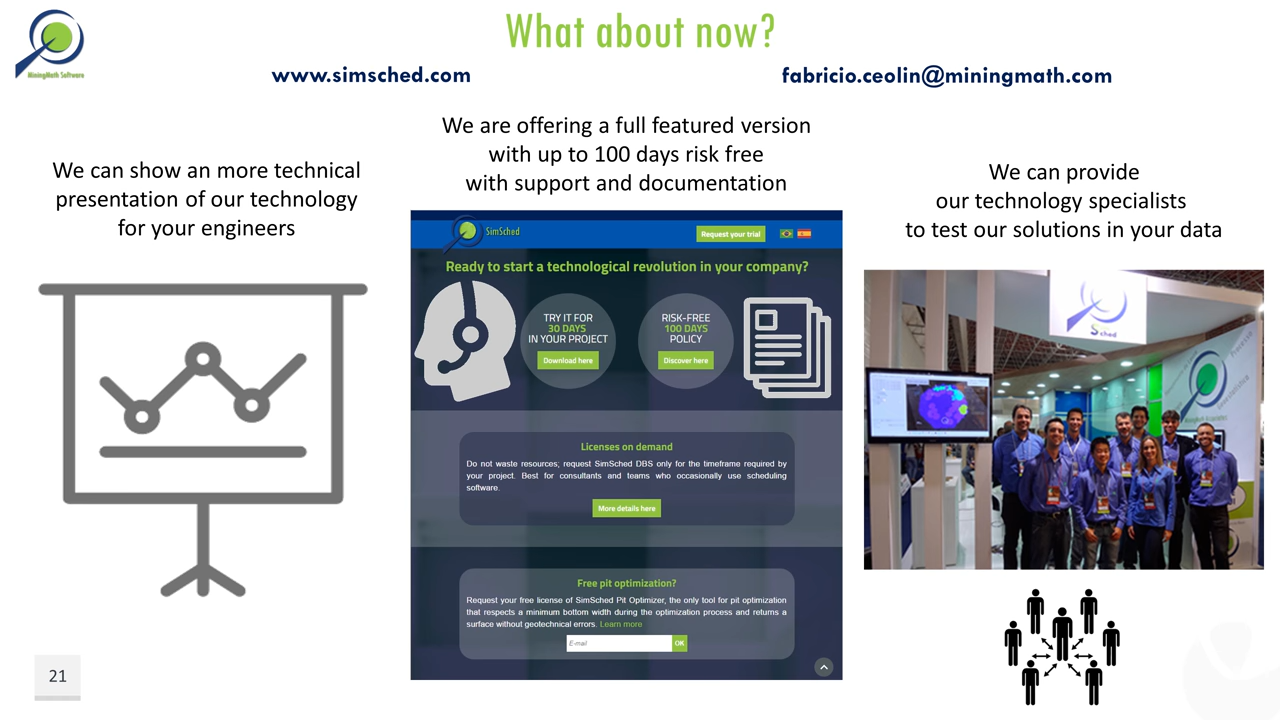 What about now?
MiningMath Software
www.simsched.com
fabricio.ceolin@miningmath.com
We can show an more technical
presentation of our technology
for your engineers
We are offering a full featured version
with up to 100 days risk free
with support and documentation
SimSched
Request your trial
Ready to start a technological revolution in your company?
TRY IT FOR
30 DAYS
IN YOUR PROJECT
Download here
RISK-FREE
100 DAYS
POLICY
Discover here
Licenses on demand
Do not waste resources, request SimSched DBS only for the timeframe required by
your project. Best for consultants and teams who occasionally use scheduling
software.
More details here
Free pit optimization?
Request your free license of SimSched Pit Optimizer, the only tool for pit optimization
that respects a minimum bottom width during the optimization process and returns a
surface without geotechnical errors. Learn more
E-mail
OK
We can provide
our technology specialists
to test our solutions in your data
21